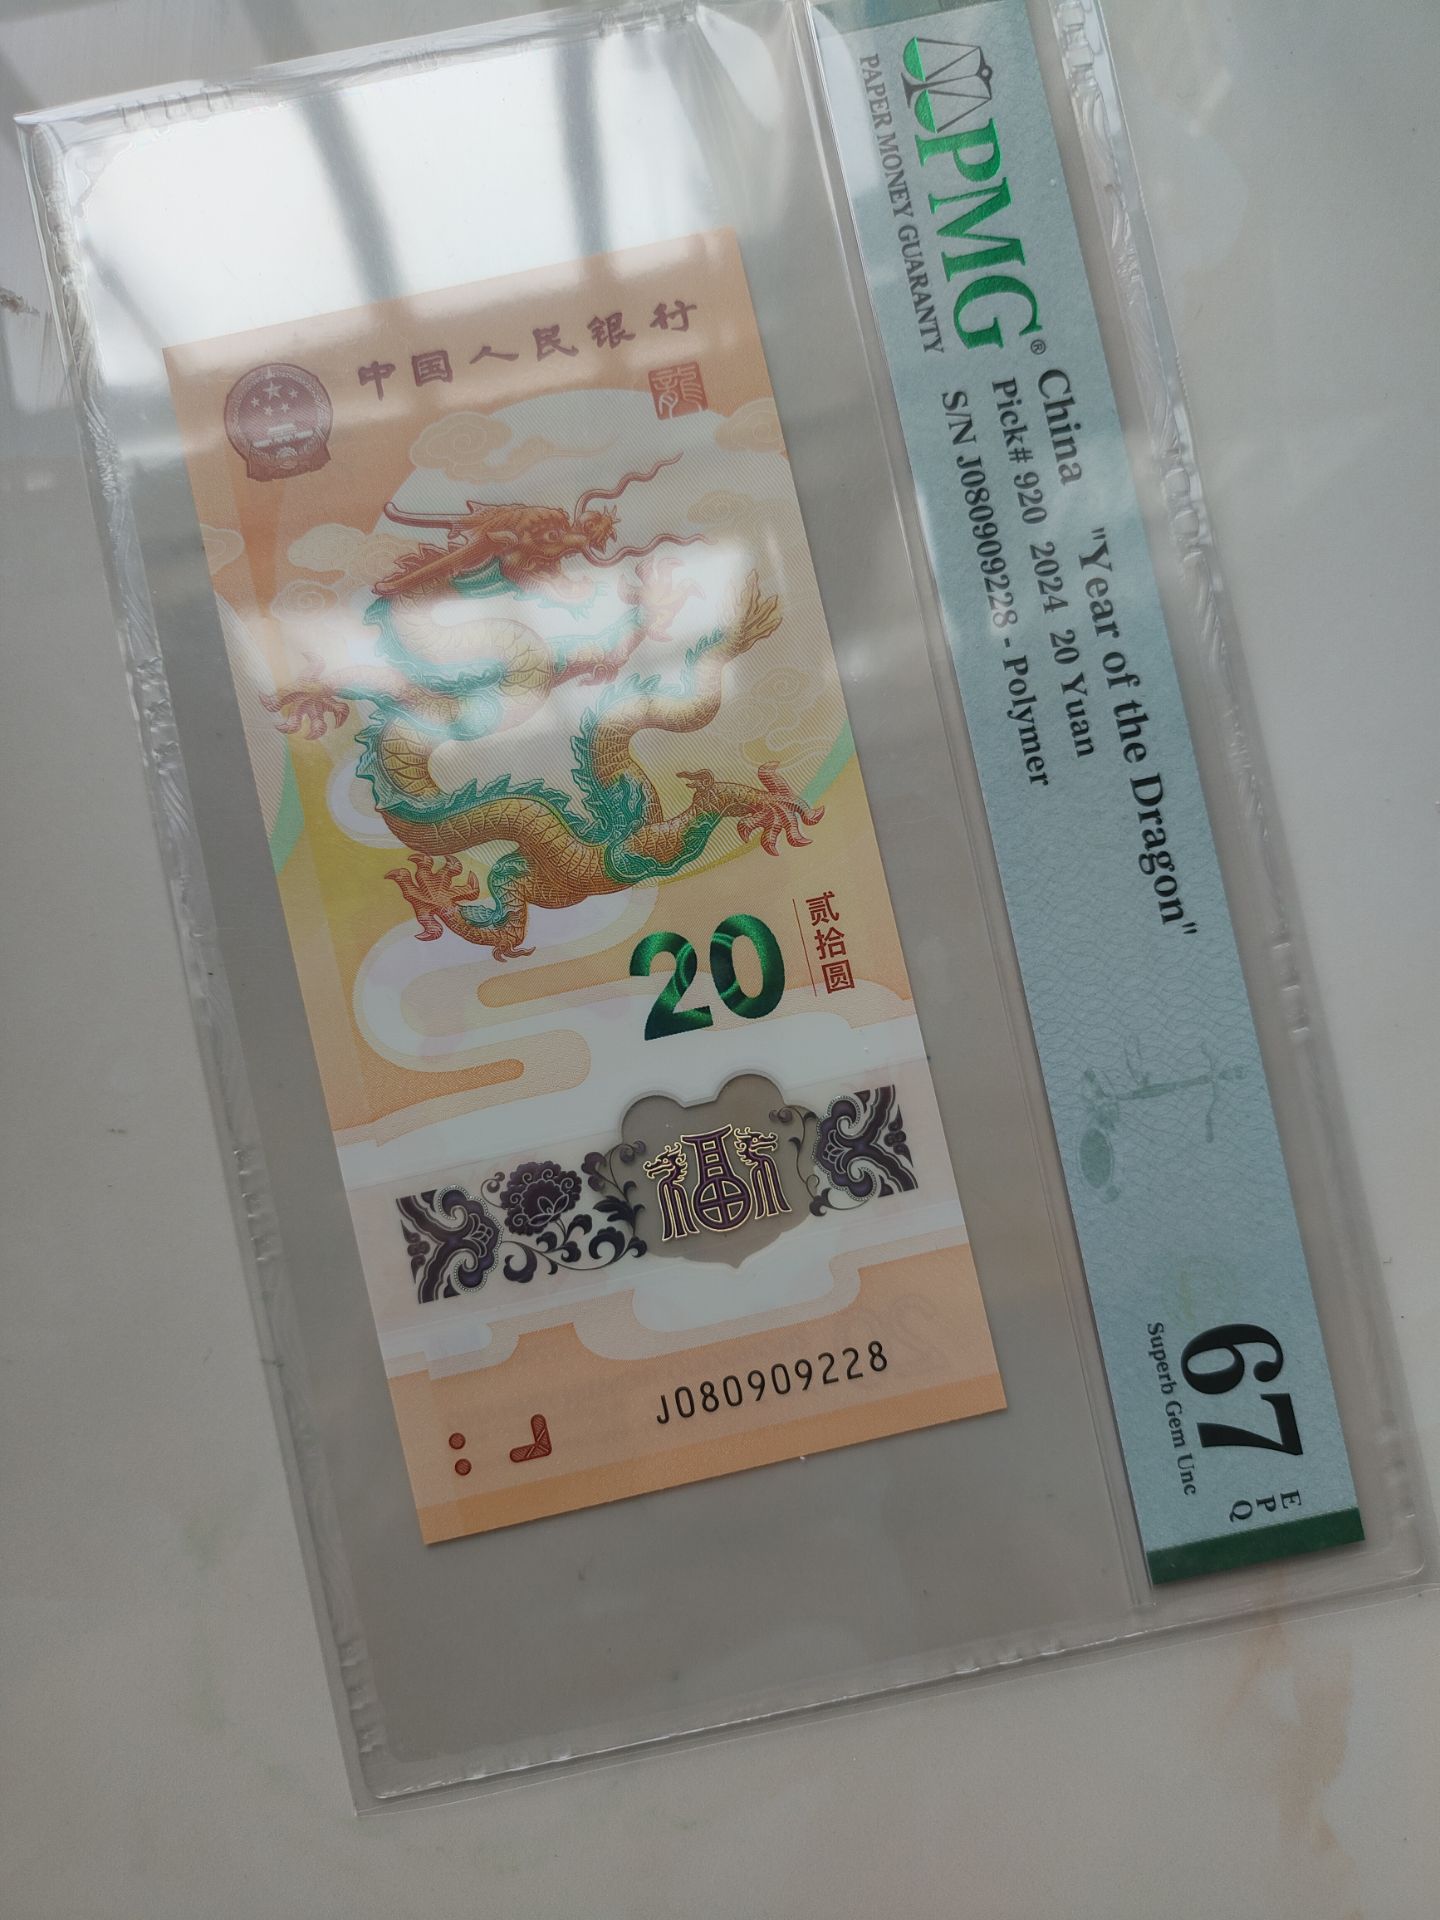 中国人民银行
龍
20
贰拾圆
福
J080909228
PMG®
PAPER MONEY GUARANTY
China "Year of the Dragon"
Pick# 920 2024 20 Yuan
S/N J080909228 - Polymer
67
EPQ
Superb Gem Unc